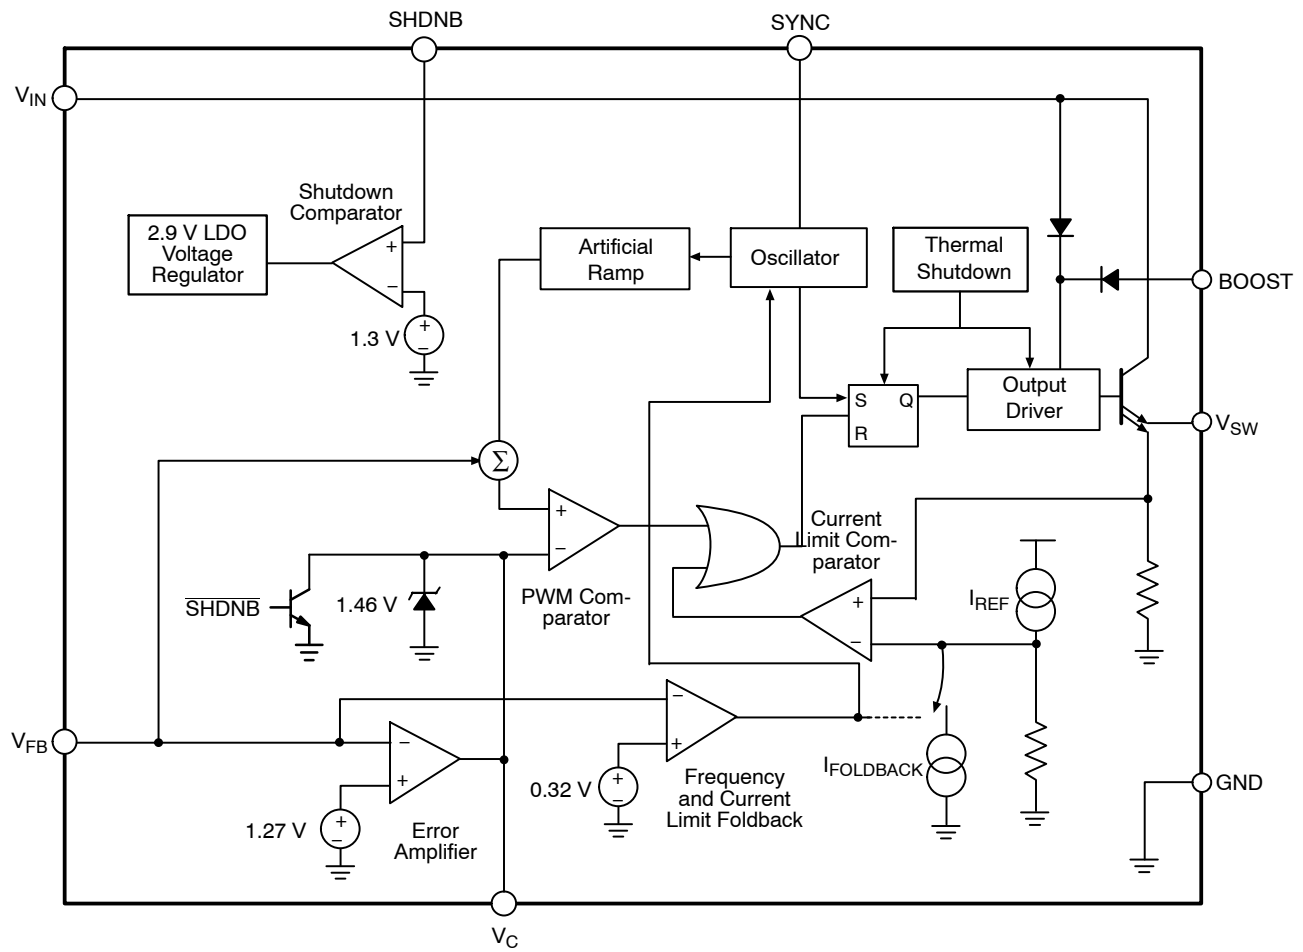 SHDNB
SYNC
V_IN
Shutdown
Comparator
2.9 V LDO
Voltage
Regulator
+
−
1.3 V
+
−
Artificial
Ramp
Oscillator
Thermal
Shutdown
BOOST
S
Q
R
Output
Driver
V_SW
Σ
+
−
PWM Com-
parator
Current
Limit Com-
parator
+
−
I_REF
S̅H̅D̅N̅B̅
1.46 V
V_FB
−
+
1.27 V
+
−
Error
Amplifier
−
+
0.32 V
+
−
Frequency
and Current
Limit Foldback
I_FOLDBACK
GND
V_C